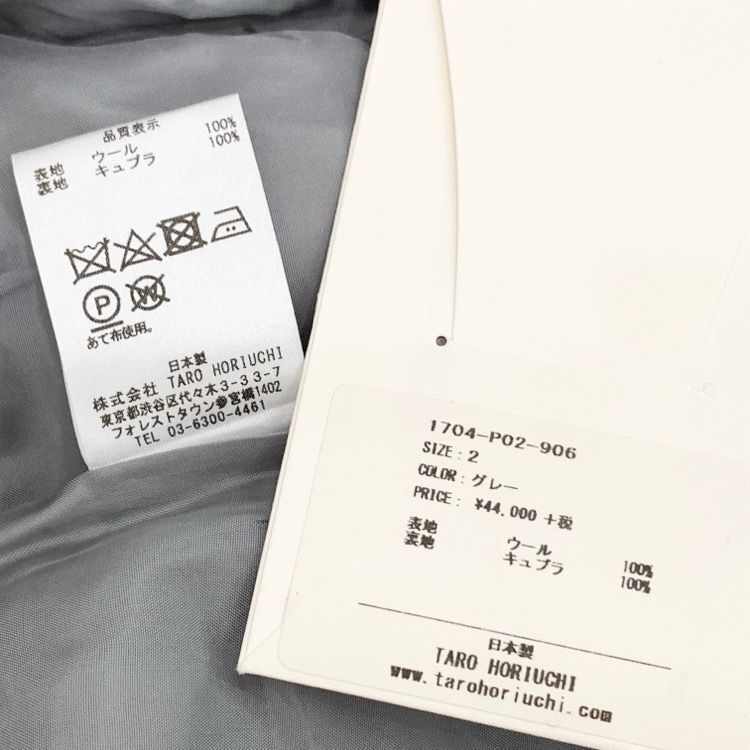 品質表示
表地 ウール 100%
裏地 キュプラ 100%
P
W
あて布使用。
日本製
株式会社 TARO HORIUCHI
東京都渋谷区代々木3-33-7
フォレストタウン参宮橋1402
TEL 03-6300-4461
1704-P02-906
SIZE : 2
COLOR : グレー
PRICE : ¥44,000 +税
表地 ウール 100%
裏地 キュプラ 100%
日本製
TARO HORIUCHI
www.tarohoriuchi.com